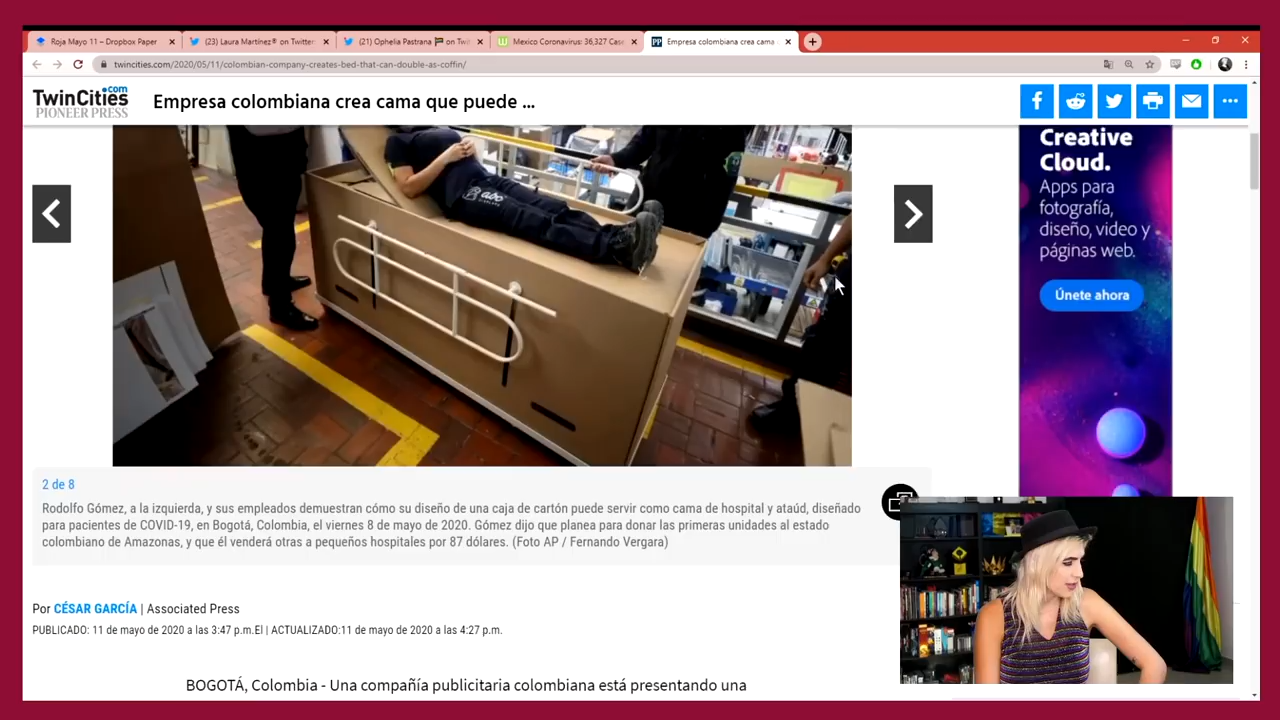 Roja Mayo 11 – Dropbox Paper
(23) Laura Martínez® on Twitter
(21) Ophelia Pastrana on Twi
Mexico Coronavirus: 36,327 Cas
Empresa colombiana crea cama
twincities.com/2020/05/11/colombian-company-creates-bed-that-can-double-as-coffin/
TwinCities.com
PIONEER PRESS
Empresa colombiana crea cama que puede ...
abc
Creative
Cloud.
Apps para
fotografía,
diseño, video y
páginas web.
Únete ahora
2 de 8
Rodolfo Gómez, a la izquierda, y sus empleados demuestran cómo su diseño de una caja de cartón puede servir como cama de hospital y ataúd, diseñado
para pacientes de COVID-19, en Bogotá, Colombia, el viernes 8 de mayo de 2020. Gómez dijo que planea para donar las primeras unidades al estado
colombiano de Amazonas, y que él venderá otras a pequeños hospitales por 87 dólares. (Foto AP / Fernando Vergara)
Por CÉSAR GARCÍA | Associated Press
PUBLICADO: 11 de mayo de 2020 a las 3:47 p.m.El | ACTUALIZADO:11 de mayo de 2020 a las 4:27 p.m.
BOGOTÁ, Colombia - Una compañía publicitaria colombiana está presentando una